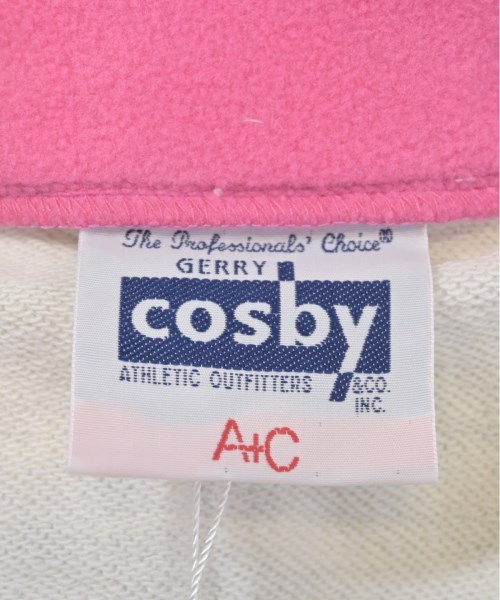 The Professionals' Choice®
GERRY
cosby
ATHLETIC OUTFITTERS &CO.
INC.
A+C